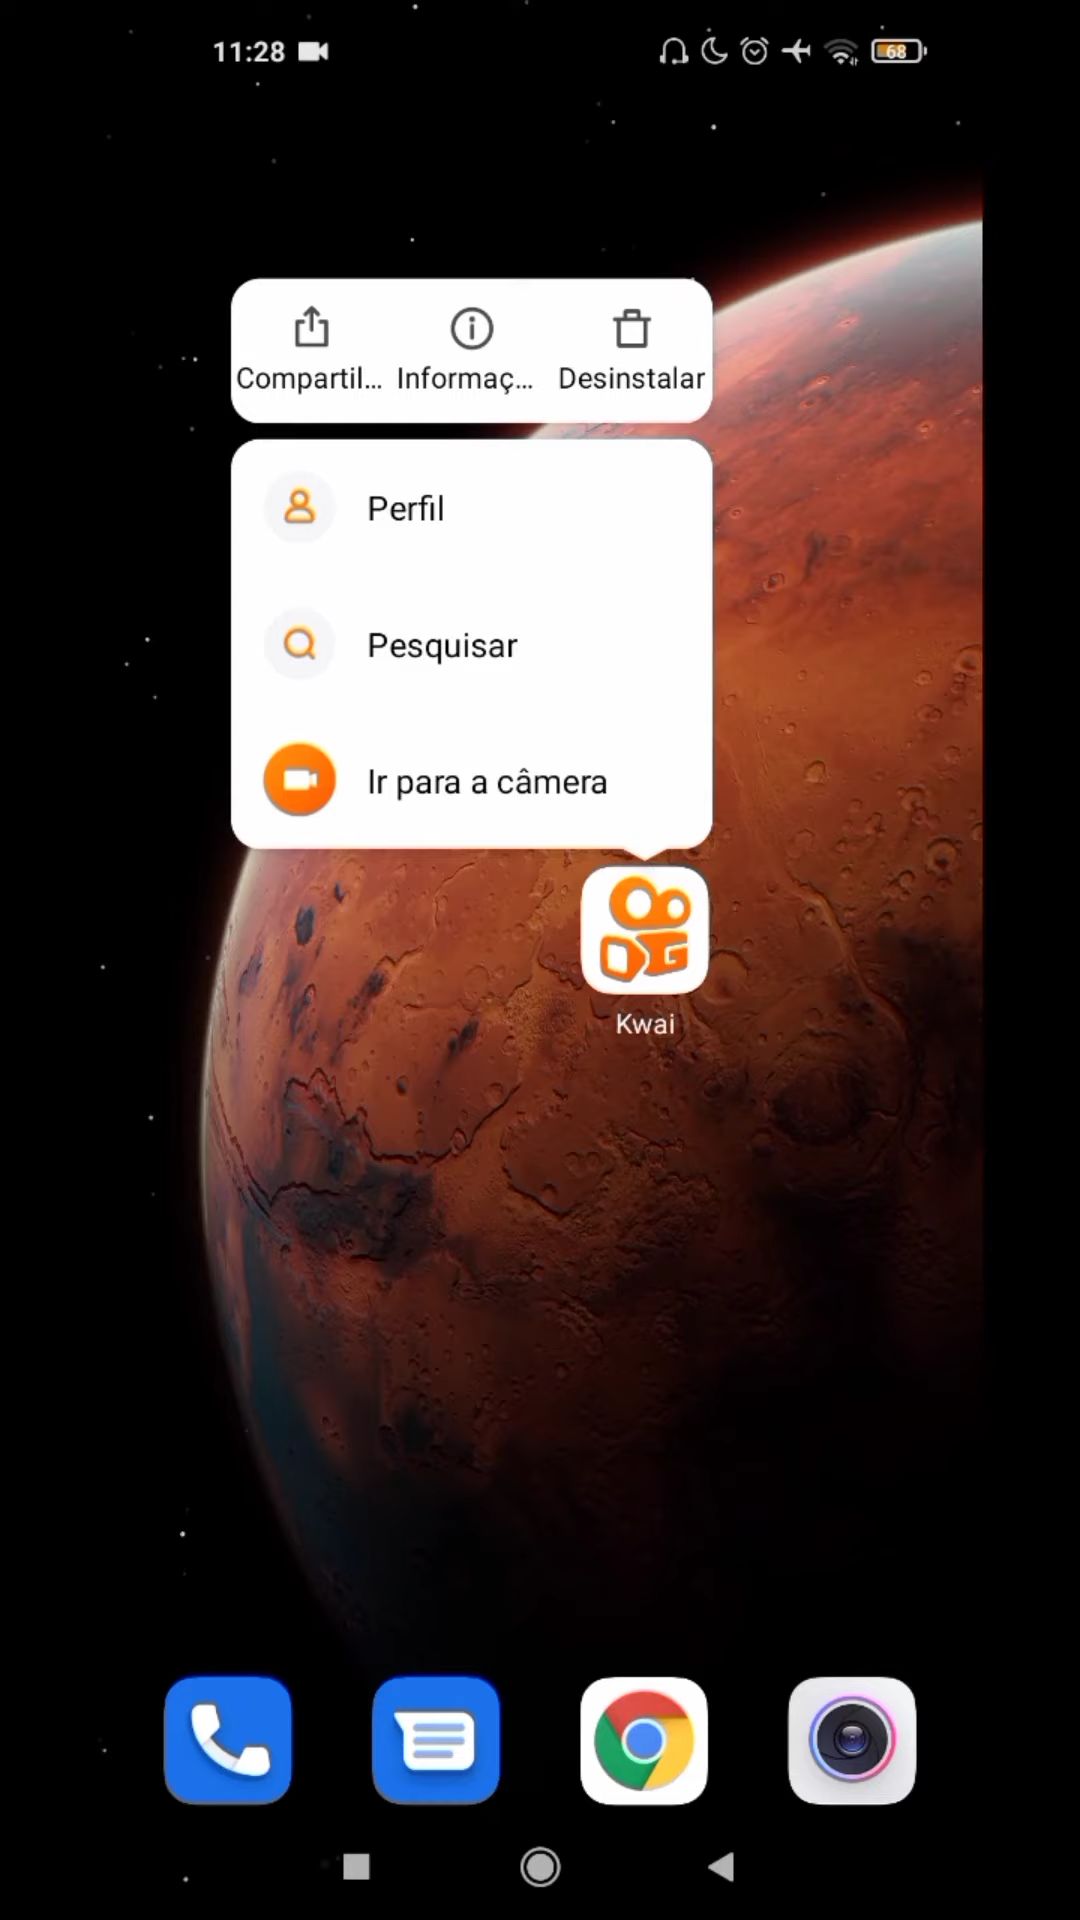 11:28
68
Compartil... Informaç... Desinstalar
Perfil
Pesquisar
Ir para a câmera
Kwai